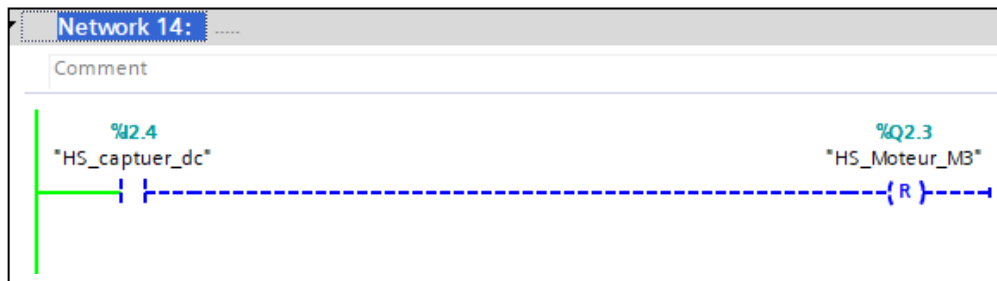 Network 14: .....
Comment
%I2.4
"HS_captuer_dc"
%Q2.3
"HS_Moteur_M3"
R